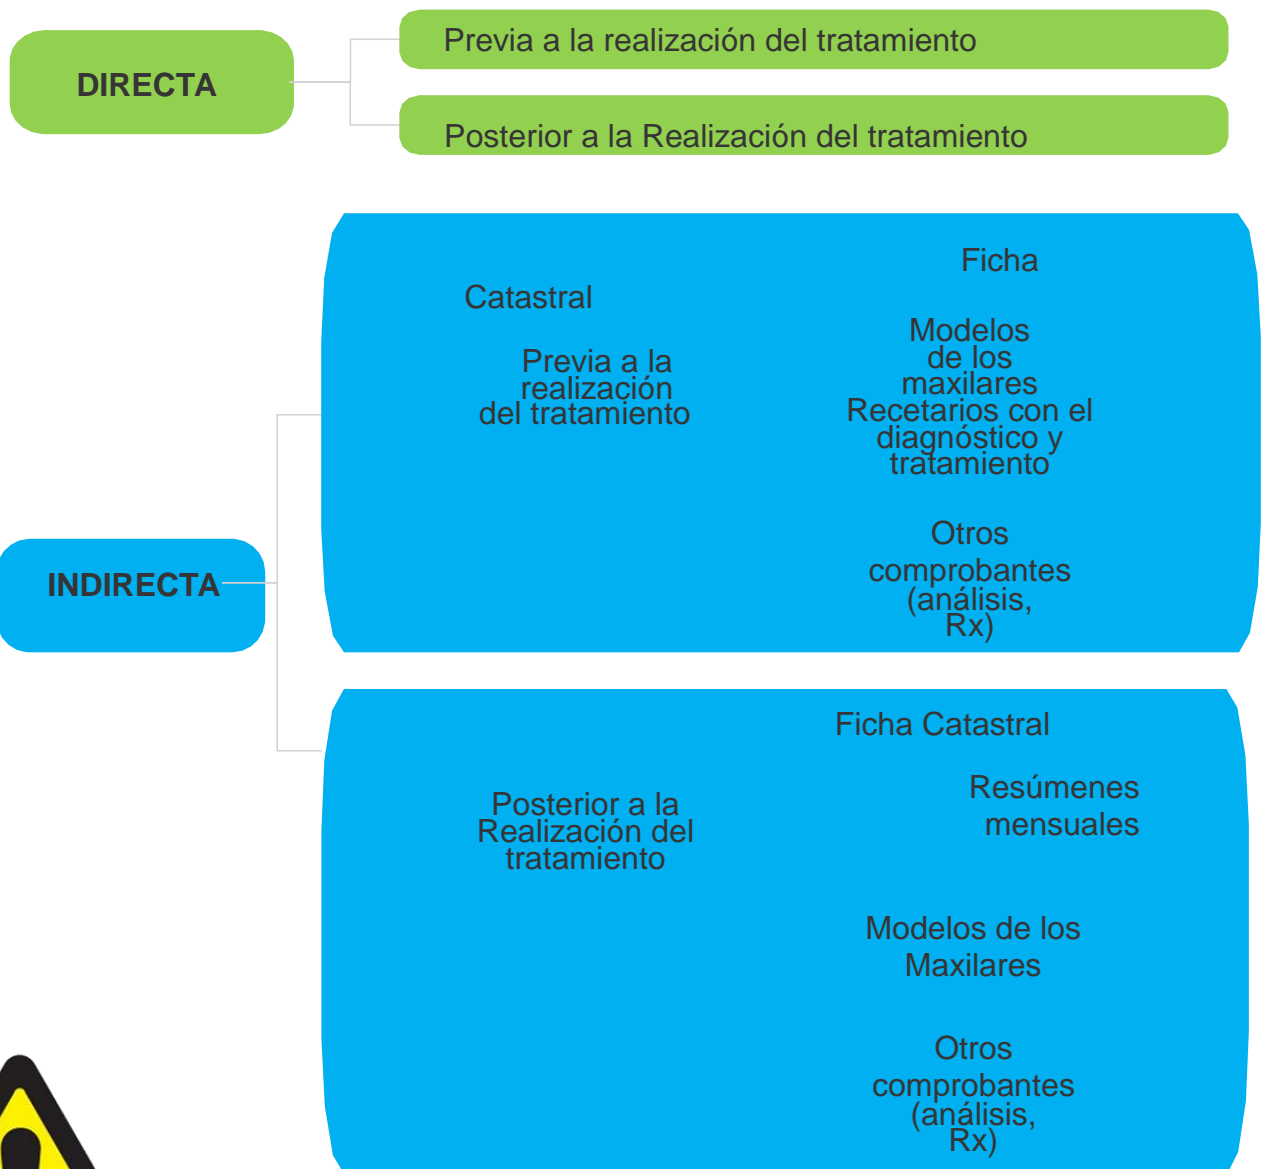 DIRECTA
Previa a la realización del tratamiento
Posterior a la Realización del tratamiento
INDIRECTA
Ficha
Catastral
Previa a la
realización
del tratamiento
Modelos
de los
maxilares
Recetarios con el
diagnóstico y
tratamiento
Otros
comprobantes
(análisis,
Rx)
Ficha Catastral
Posterior a la
Realización del
tratamiento
Resúmenes
mensuales
Modelos de los
Maxilares
Otros
comprobantes
(análisis,
Rx)